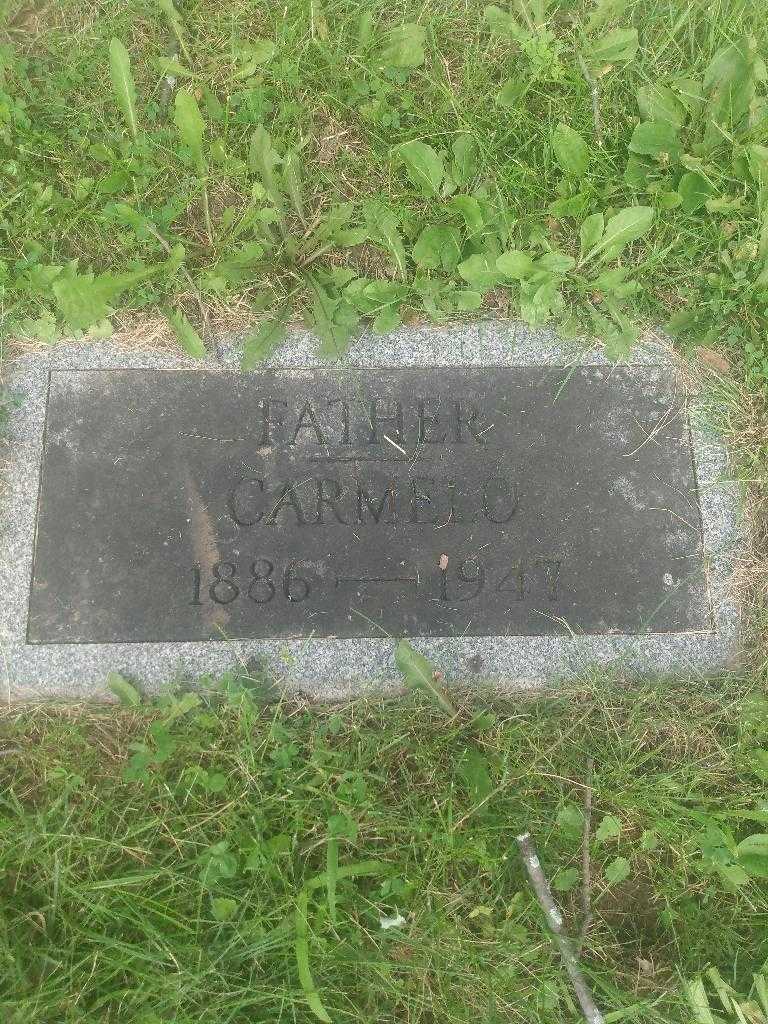 FATHER
CARMELO
1886 — 1947